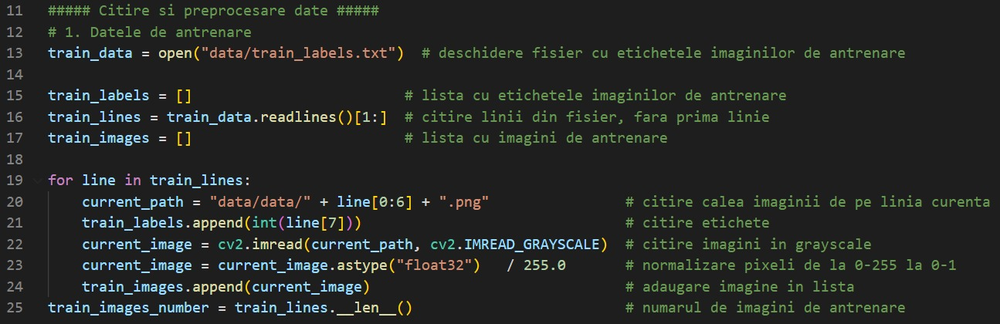 11 ##### Citire si preprocesare date #####
12 # 1. Datele de antrenare
13 train_data = open("data/train_labels.txt")  # deschidere fisier cu etichetele imaginilor de antrenare
14
15 train_labels = []                         # lista cu etichetele imaginilor de antrenare
16 train_lines = train_data.readlines()[1:]  # citire linii din fisier, fara prima linie
17 train_images = []                         # lista cu imagini de antrenare
18
19 for line in train_lines:
20     current_path = "data/data/" + line[0:6] + ".png"                # citire calea imaginii de pe linia curenta
21     train_labels.append(int(line[7]))                               # citire etichete
22     current_image = cv2.imread(current_path, cv2.IMREAD_GRAYSCALE)  # citire imagini in grayscale
23     current_image = current_image.astype("float32")   / 255.0       # normalizare pixeli de la 0-255 la 0-1
24     train_images.append(current_image)                              # adaugare imagine in lista
25 train_images_number = train_lines.__len__()                         # numarul de imagini de antrenare